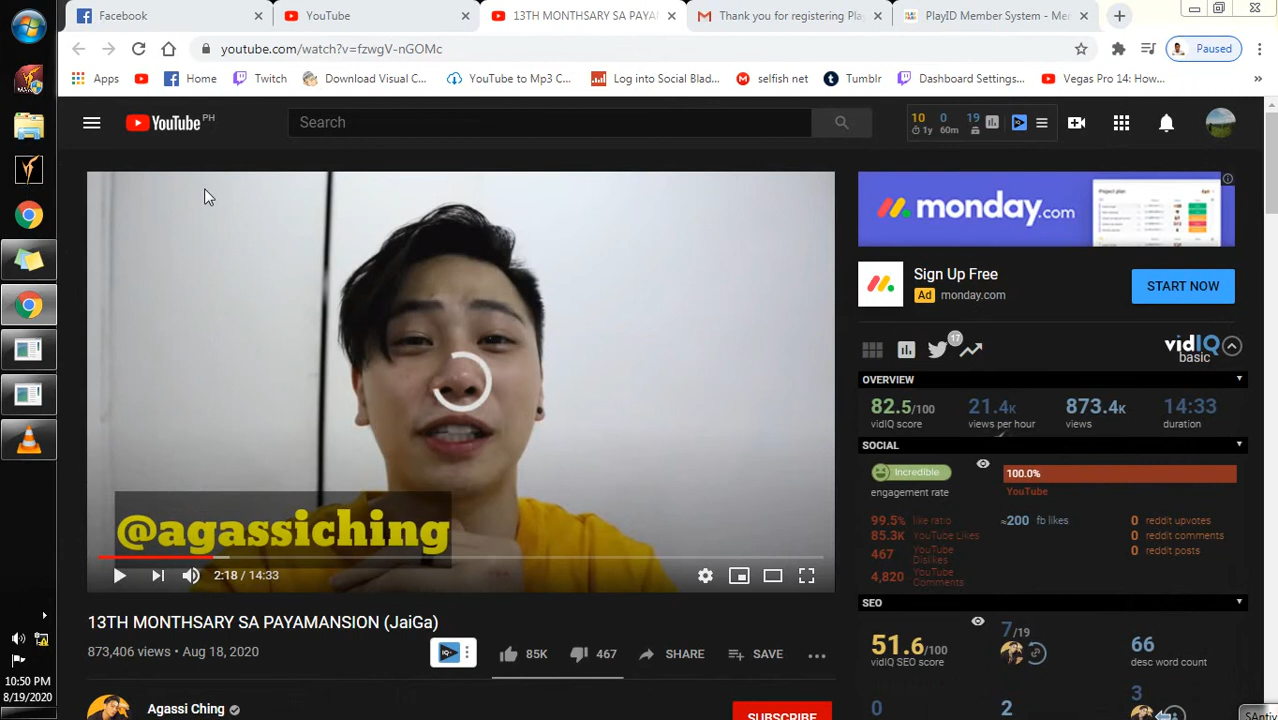 Facebook
YouTube
13TH MONTHSARY SA PAYAM
Thank you for registering Play
PlayID Member System - Me
youtube.com/watch?v=fzwgV-nGOMc
Paused
Apps
Home
Twitch
Download Visual C...
YouTube to Mp3 C...
Log into Social Blad...
selfish net
Tumblr
Dashboard Settings...
Vegas Pro 14: How...
YouTube PH
Search
10 0 19
1y 60m
monday.com
Project plan
Sign Up Free
Ad monday.com
START NOW
17
vidIQ
basic
OVERVIEW
82.5/100 21.4K 873.4K 14:33
vidIQ score views per hour views duration
SOCIAL
Incredible
engagement rate
100.0%
YouTube
99.5% like ratio
85.3K YouTube Likes
467 YouTube Dislikes
4,820 YouTube Comments
≈200 fb likes
0 reddit upvotes
0 reddit comments
0 reddit posts
SEO
51.6/100
vidIQ SEO score
7/19
66
desc word count
3
0
2
@agassiching
2:18 / 14:33
13TH MONTHSARY SA PAYAMANSION (JaiGa)
873,406 views • Aug 18, 2020
85K
467
SHARE
SAVE
Agassi Ching
SUBSCRIBE
10:50 PM
8/19/2020